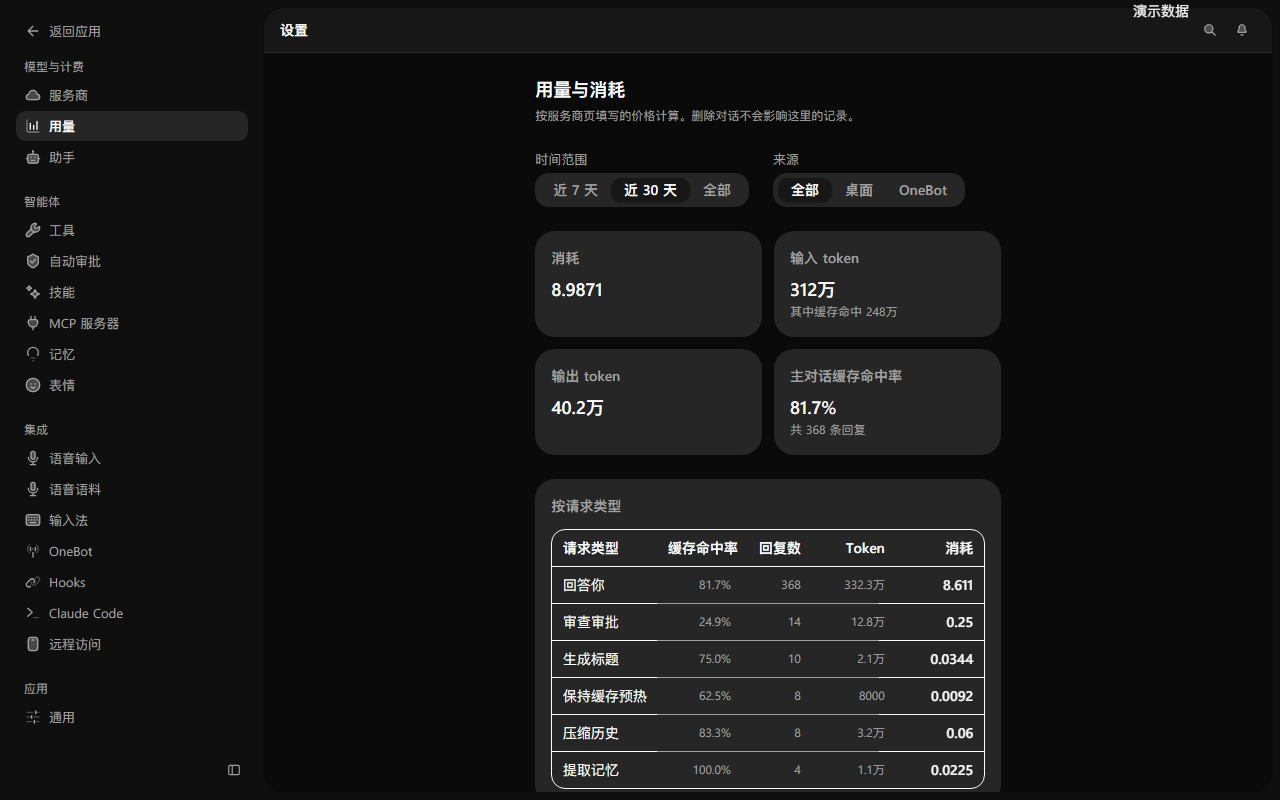 演示数据
返回应用
模型与计费
服务商
用量
助手
智能体
工具
自动审批
技能
MCP 服务器
记忆
表情
集成
语音输入
语音语料
输入法
OneBot
Hooks
Claude Code
远程访问
应用
通用
设置
用量与消耗
按服务商页填写的价格计算。删除对话不会影响这里的记录。
时间范围 来源
近 7 天 近 30 天 全部 全部 桌面 OneBot
消耗
8.9871
输入 token
312万
其中缓存命中 248万
输出 token
40.2万
主对话缓存命中率
81.7%
共 368 条回复
按请求类型
请求类型 缓存命中率 回复数 Token 消耗
回答你 81.7% 368 332.3万 8.611
审查审批 24.9% 14 12.8万 0.25
生成标题 75.0% 10 2.1万 0.0344
保持缓存预热 62.5% 8 8000 0.0092
压缩历史 83.3% 8 3.2万 0.06
提取记忆 100.0% 4 1.1万 0.0225